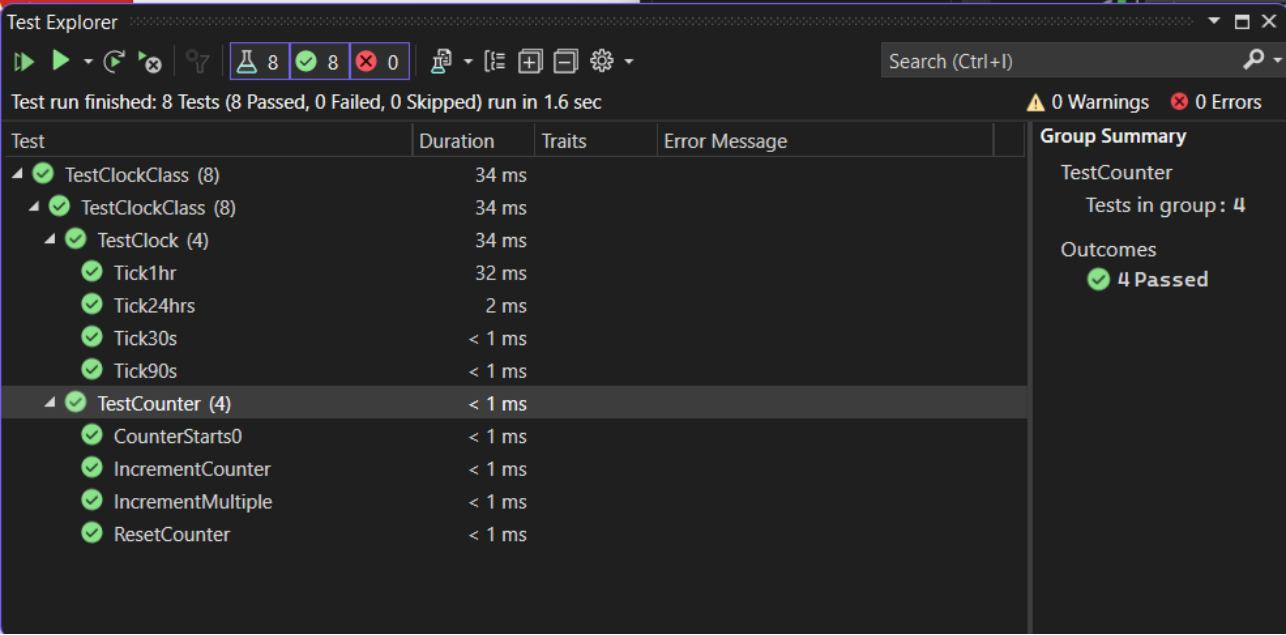 Test Explorer
8 8 0 Search (Ctrl+I)
Test run finished: 8 Tests (8 Passed, 0 Failed, 0 Skipped) run in 1.6 sec 0 Warnings 0 Errors
Test Duration Traits Error Message
TestClockClass (8) 34 ms
TestClockClass (8) 34 ms
TestClock (4) 34 ms
Tick1hr 32 ms
Tick24hrs 2 ms
Tick30s < 1 ms
Tick90s < 1 ms
TestCounter (4) < 1 ms
CounterStarts0 < 1 ms
IncrementCounter < 1 ms
IncrementMultiple < 1 ms
ResetCounter < 1 ms
Group Summary
TestCounter
Tests in group: 4
Outcomes
4 Passed